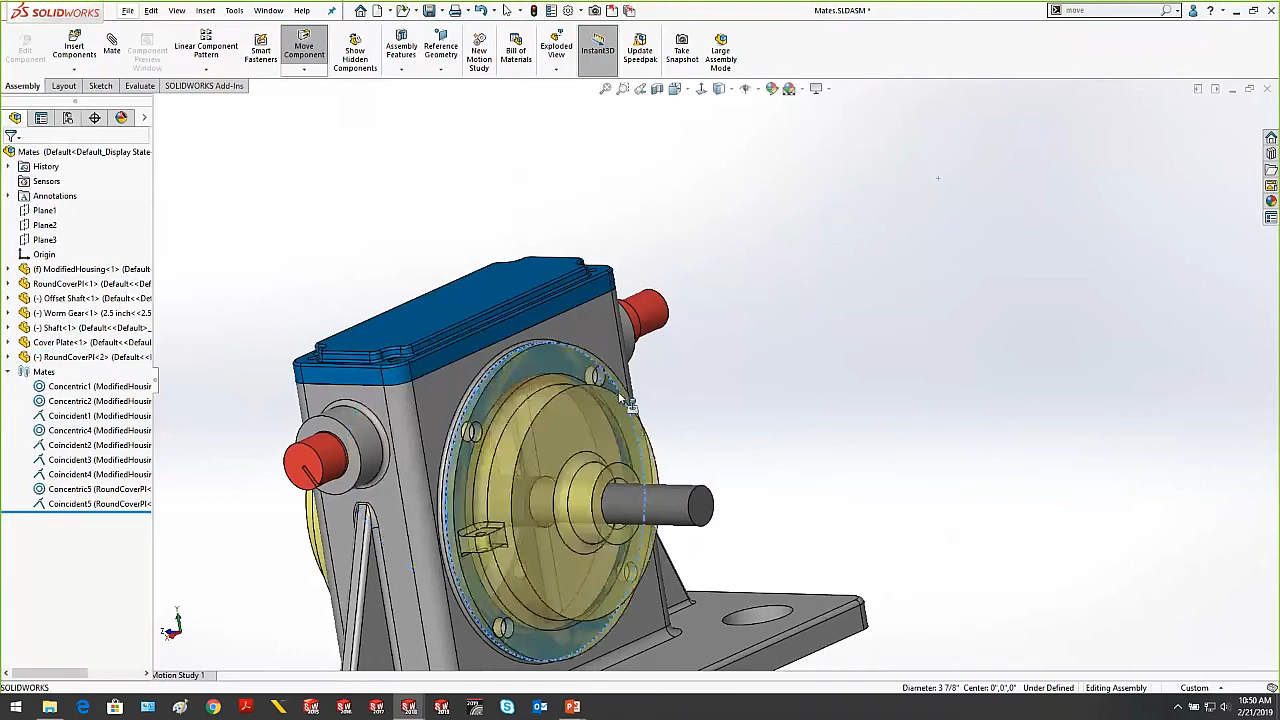 SOLIDWORKS File Edit View Insert Tools Window Help Mates.SLDASM * move
Edit Component
Insert Components
Mate
Component Preview Window
Linear Component Pattern
Smart Fasteners
Move Component
Show Hidden Components
Assembly Features
Reference Geometry
New Motion Study
Bill of Materials
Exploded View
Instant3D
Update Speedpak
Take Snapshot
Large Assembly Mode
Assembly Layout Sketch Evaluate SOLIDWORKS Add-Ins
Mates (Default<Default_Display State-
History
Sensors
Annotations
Plane1
Plane2
Plane3
Origin
(f) ModifiedHousing<1> (Default
RoundCoverPl<1> (Default<<De
(-) Offset Shaft<1> (Default<<De
(-) Worm Gear<1> (2.5 inch<<2.5
(-) Shaft<1> (Default<<Default>_
Cover Plate<1> (Default<<Defau
(-) RoundCoverPl<2> (Default<<
Mates
Concentric1 (ModifiedHousir
Concentric2 (ModifiedHousir
Coincident1 (ModifiedHousir
Concentric4 (ModifiedHousir
Coincident2 (ModifiedHousir
Coincident3 (ModifiedHousir
Coincident4 (ModifiedHousir
Concentric5 (RoundCoverPl<
Coincident5 (RoundCoverPl<
Y
Z
Motion Study 1
SOLIDWORKS Diameter: 3 7/8" Center: 0",0",0" Under Defined Editing Assembly Custom
10:50 AM
2/21/2019